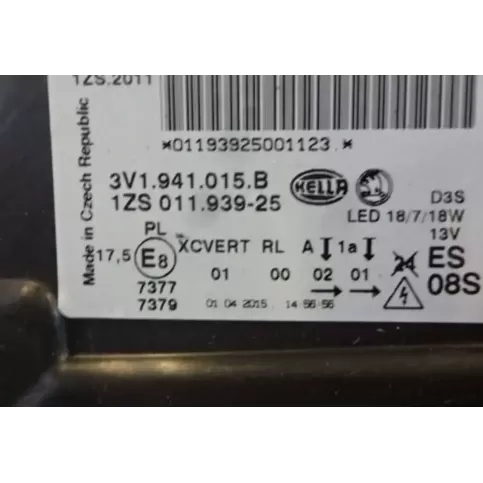 1ZS.2011
Made in Czech Republic
*01193925001123.*
3V1.941.015.B HELLA
1ZS 011.939-25 D3S
LED 18/7/18W
13V
PL
17,5 E8 XCVERT RL A 1a
24 ES
01 00 02 01 08S
7377
7379 01 04 2015 14 56:56